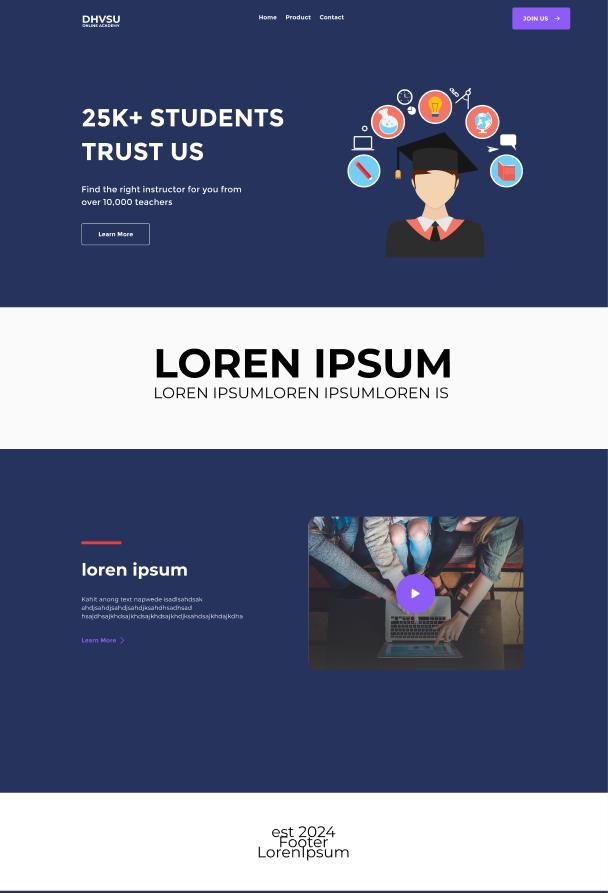 DHVSU
ONLINE ACADEMY
Home Product Contact
JOIN US
25K+ STUDENTS
TRUST US
Find the right instructor for you from
over 10,000 teachers
Learn More
LOREN IPSUM
LOREN IPSUMLOREN IPSUMLOREN IS
loren ipsum
Kahit anong text napwede isadlsahdsak
ahdjsahdjsahdjsahdjksahdhsadhsad
hsajdhsajkhdsajkhdsajkhdsajkhdjksahdsajkhdajkdha
Learn More
est 2024
Footer
LorenIpsum